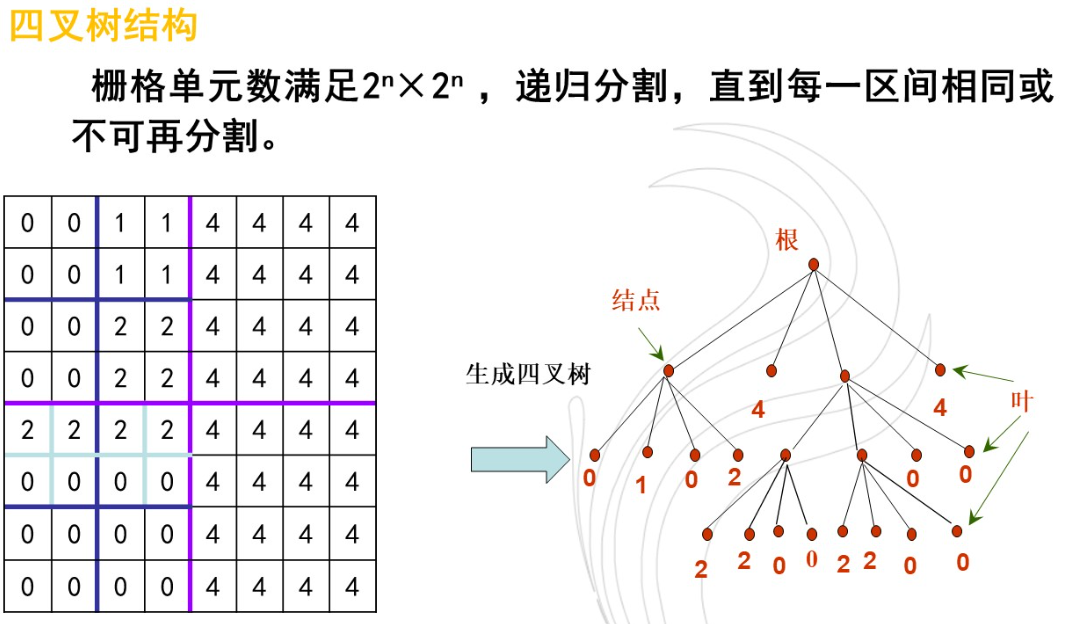 四叉树结构
栅格单元数满足2ⁿ×2ⁿ，递归分割，直到每一区间相同或
不可再分割。
0 0 1 1 4 4 4 4
0 0 1 1 4 4 4 4
0 0 2 2 4 4 4 4
0 0 2 2 4 4 4 4
2 2 2 2 4 4 4 4
0 0 0 0 4 4 4 4
0 0 0 0 4 4 4 4
0 0 0 0 4 4 4 4
生成四叉树
根
结点
4 4
叶
0 1 0 2 0 0
2 2 0 0 2 2 0 0